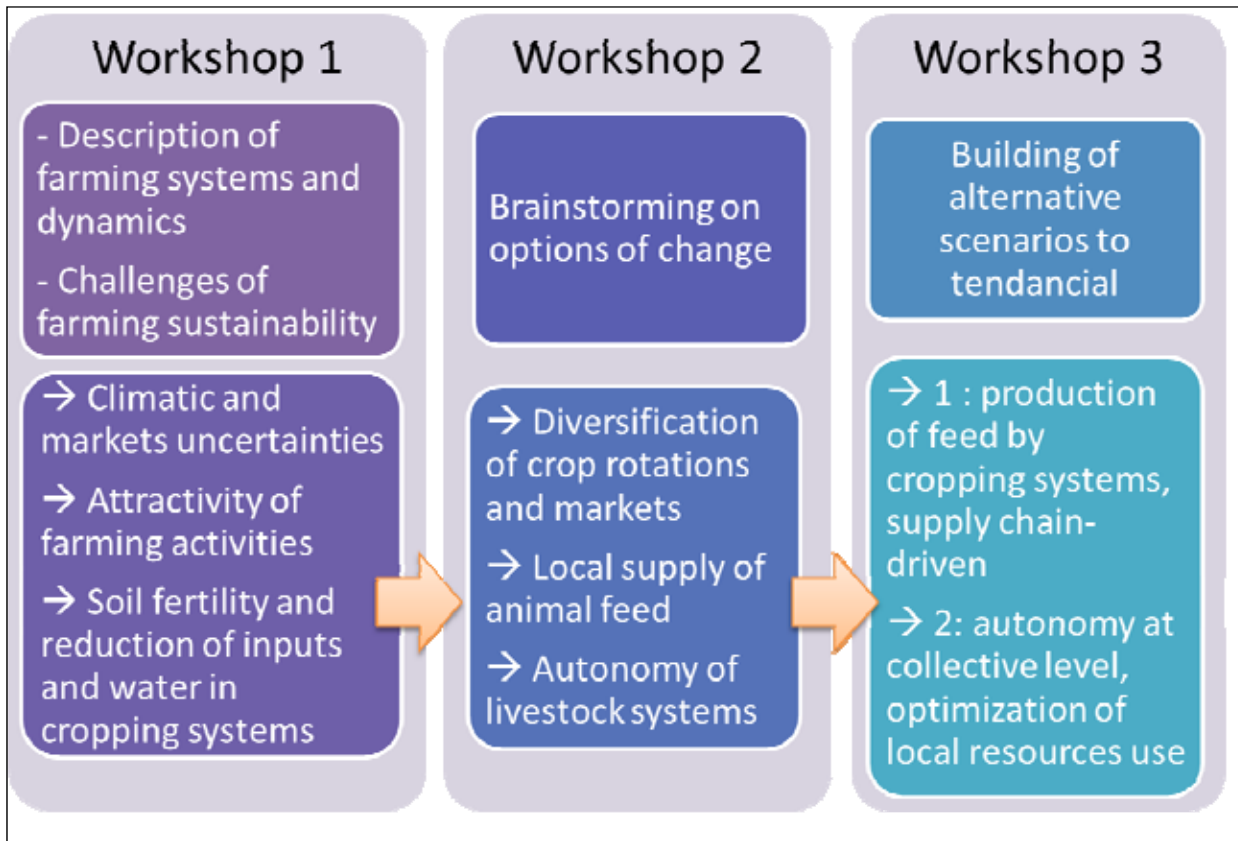 Workshop 1
- Description of
farming systems and
dynamics
- Challenges of
farming sustainability
→ Climatic and
markets uncertainties
→ Attractivity of
farming activities
→ Soil fertility and
reduction of inputs
and water in
cropping systems
Workshop 2
Brainstorming on
options of change
→ Diversification
of crop rotations
and markets
→ Local supply of
animal feed
→ Autonomy of
livestock systems
Workshop 3
Building of
alternative
scenarios to
tendancial
→ 1 : production
of feed by
cropping systems,
supply chain-
driven
→ 2: autonomy at
collective level,
optimization of
local resources use